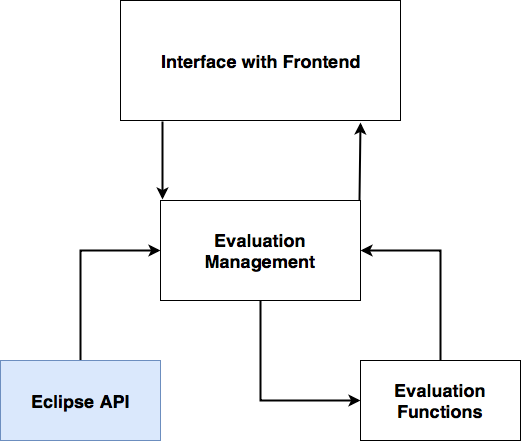 Interface with Frontend
Evaluation
Management
Eclipse API
Evaluation
Functions